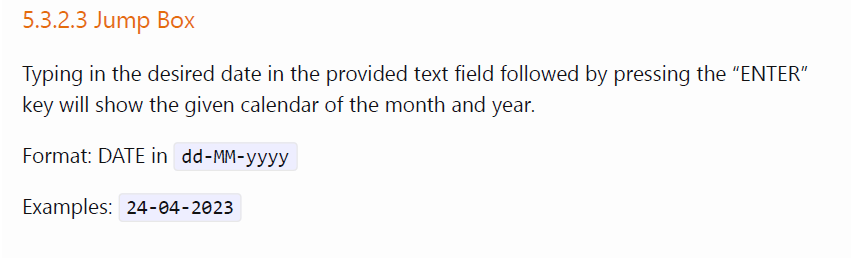 5.3.2.3 Jump Box
Typing in the desired date in the provided text field followed by pressing the “ENTER”
key will show the given calendar of the month and year.
Format: DATE in dd-MM-yyyy
Examples: 24-04-2023